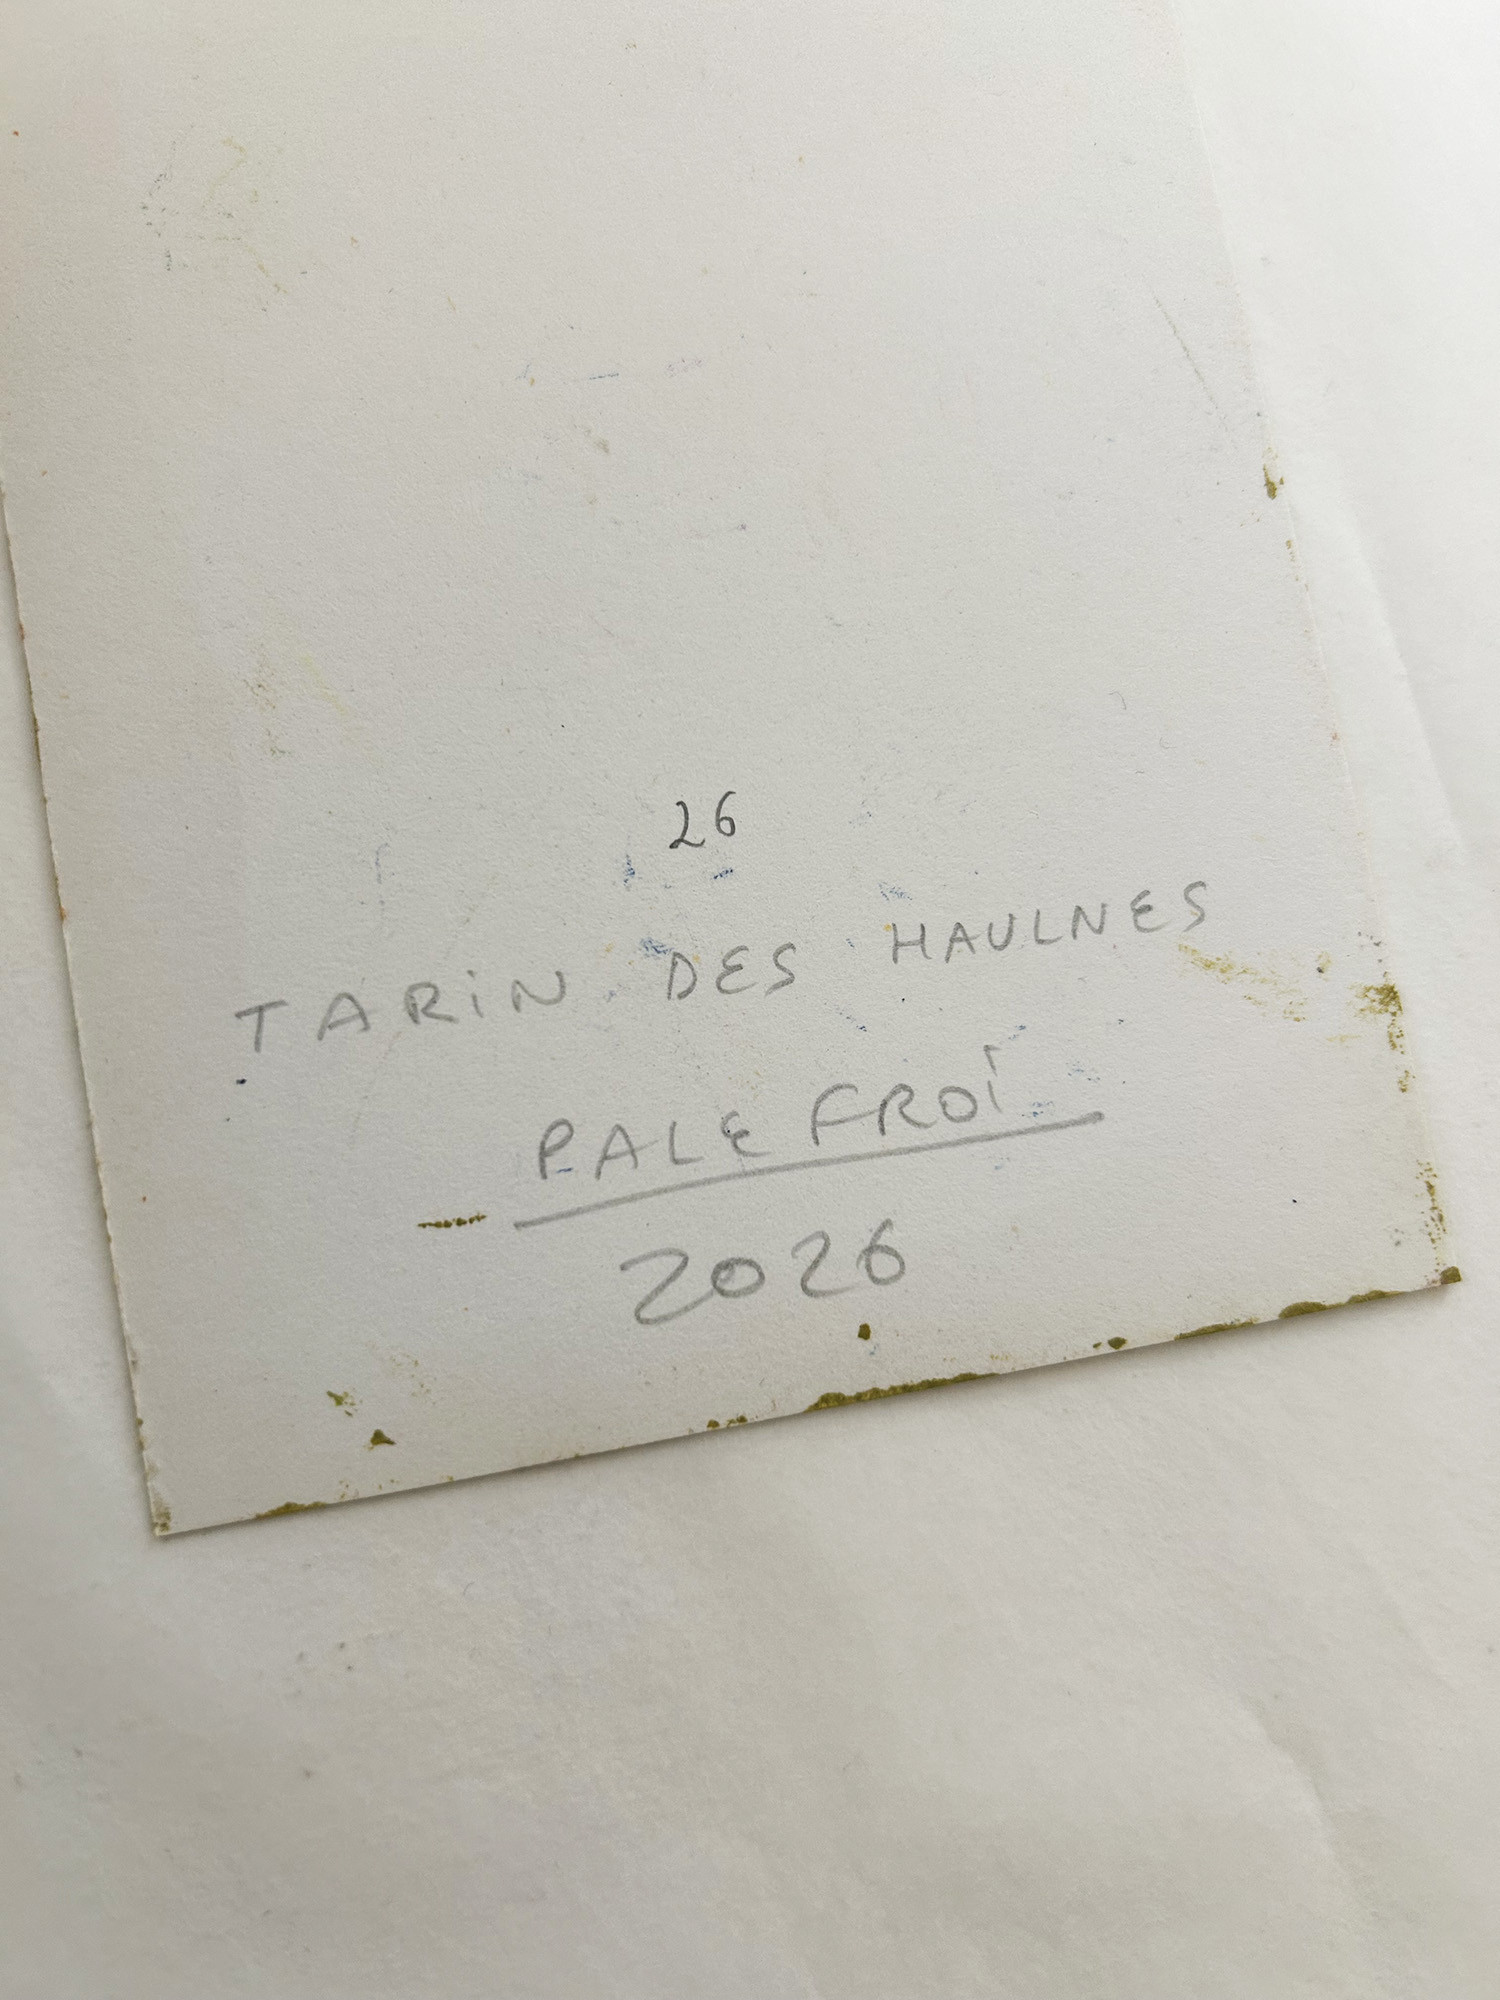 26
TARiN DES HAULNES
PALEFROi
2026